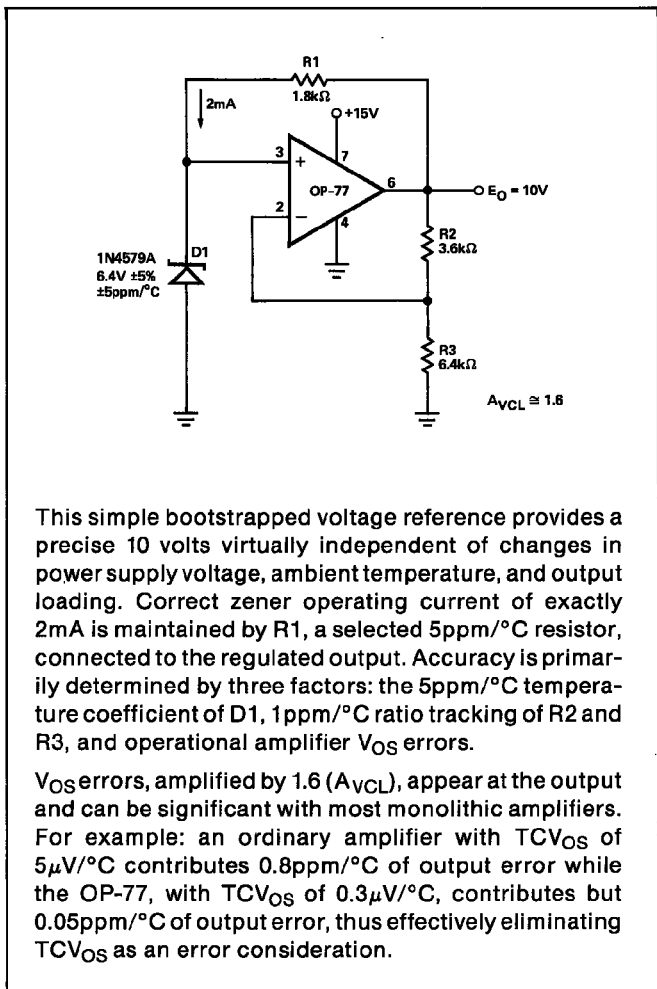 R1
1.8kΩ
2mA
+15V
3
+
7
OP-77
6
E_O = 10V
2
−
4
R2
3.6kΩ
1N4579A D1
6.4V ±5%
±5ppm/°C
R3
6.4kΩ
A_VCL ≅ 1.6
This simple bootstrapped voltage reference provides a
precise 10 volts virtually independent of changes in
power supply voltage, ambient temperature, and output
loading. Correct zener operating current of exactly
2mA is maintained by R1, a selected 5ppm/°C resistor,
connected to the regulated output. Accuracy is primar-
ily determined by three factors: the 5ppm/°C tempera-
ture coefficient of D1, 1ppm/°C ratio tracking of R2 and
R3, and operational amplifier V_OS errors.
V_OS errors, amplified by 1.6 (A_VCL), appear at the output
and can be significant with most monolithic amplifiers.
For example: an ordinary amplifier with TCV_OS of
5μV/°C contributes 0.8ppm/°C of output error while
the OP-77, with TCV_OS of 0.3μV/°C, contributes but
0.05ppm/°C of output error, thus effectively eliminating
TCV_OS as an error consideration.